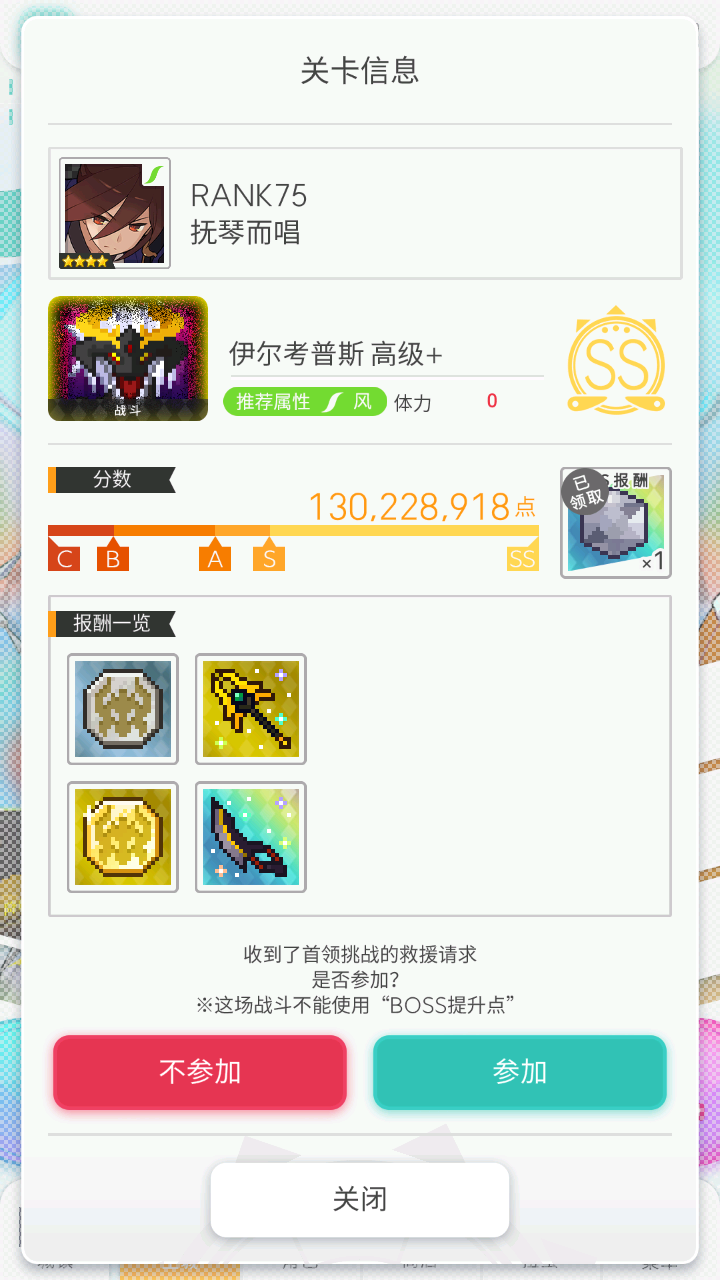 关卡信息
RANK75
抚琴而唱
伊尔考普斯 高级+
SS
战斗
推荐属性 风 体力 0
分数
130,228,918点
C B A S SS
已领取
S报酬
×1
报酬一览
收到了首领挑战的救援请求
是否参加？
※这场战斗不能使用“BOSS提升点”
不参加
参加
关闭